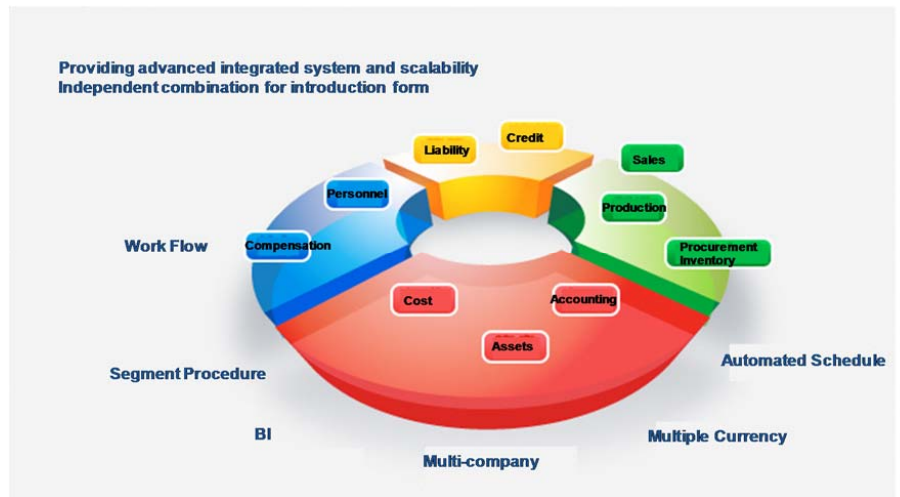 Providing advanced integrated system and scalability
Independent combination for introduction form
Credit
Liability
Sales
Personnel
Production
Work Flow
Compensation
Procurement
Inventory
Cost
Accounting
Assets
Automated Schedule
Segment Procedure
BI
Multiple Currency
Multi-company